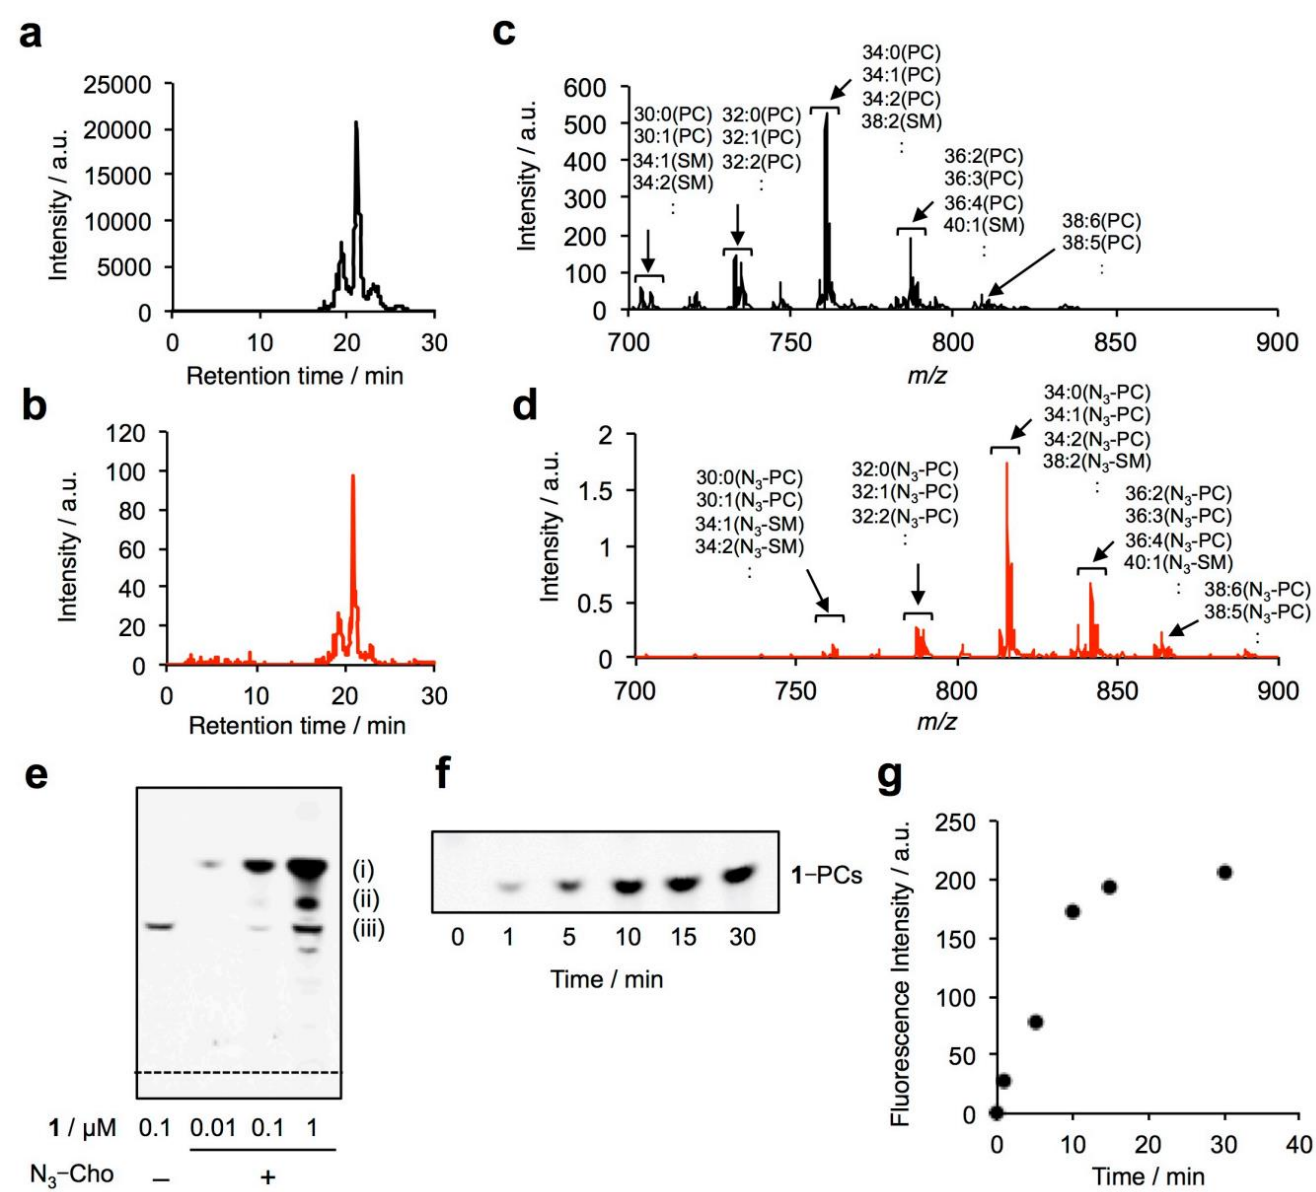 a
25000
20000
15000
10000
5000
0
Intensity / a.u.
0 10 20 30
Retention time / min
b
120
100
80
60
40
20
0
Intensity / a.u.
0 10 20 30
Retention time / min
c
600
500
400
300
200
100
0
Intensity / a.u.
30:0(PC)
30:1(PC)
34:1(SM)
34:2(SM)
:
32:0(PC)
32:1(PC)
32:2(PC)
:
34:0(PC)
34:1(PC)
34:2(PC)
38:2(SM)
:
36:2(PC)
36:3(PC)
36:4(PC)
40:1(SM)
:
38:6(PC)
38:5(PC)
:
700 750 800 850 900
m/z
d
2
1.5
1
0.5
0
Intensity / a.u.
30:0(N₃-PC)
30:1(N₃-PC)
34:1(N₃-SM)
34:2(N₃-SM)
:
32:0(N₃-PC)
32:1(N₃-PC)
32:2(N₃-PC)
:
34:0(N₃-PC)
34:1(N₃-PC)
34:2(N₃-PC)
38:2(N₃-SM)
:
36:2(N₃-PC)
36:3(N₃-PC)
36:4(N₃-PC)
40:1(N₃-SM)
:
38:6(N₃-PC)
38:5(N₃-PC)
:
700 750 800 850 900
m/z
e
(i)
(ii)
(iii)
1 / μM 0.1 0.01 0.1 1
N₃−Cho − +
f
1−PCs
0 1 5 10 15 30
Time / min
g
250
200
150
100
50
0
Fluorescence Intensity / a.u.
0 10 20 30 40
Time / min